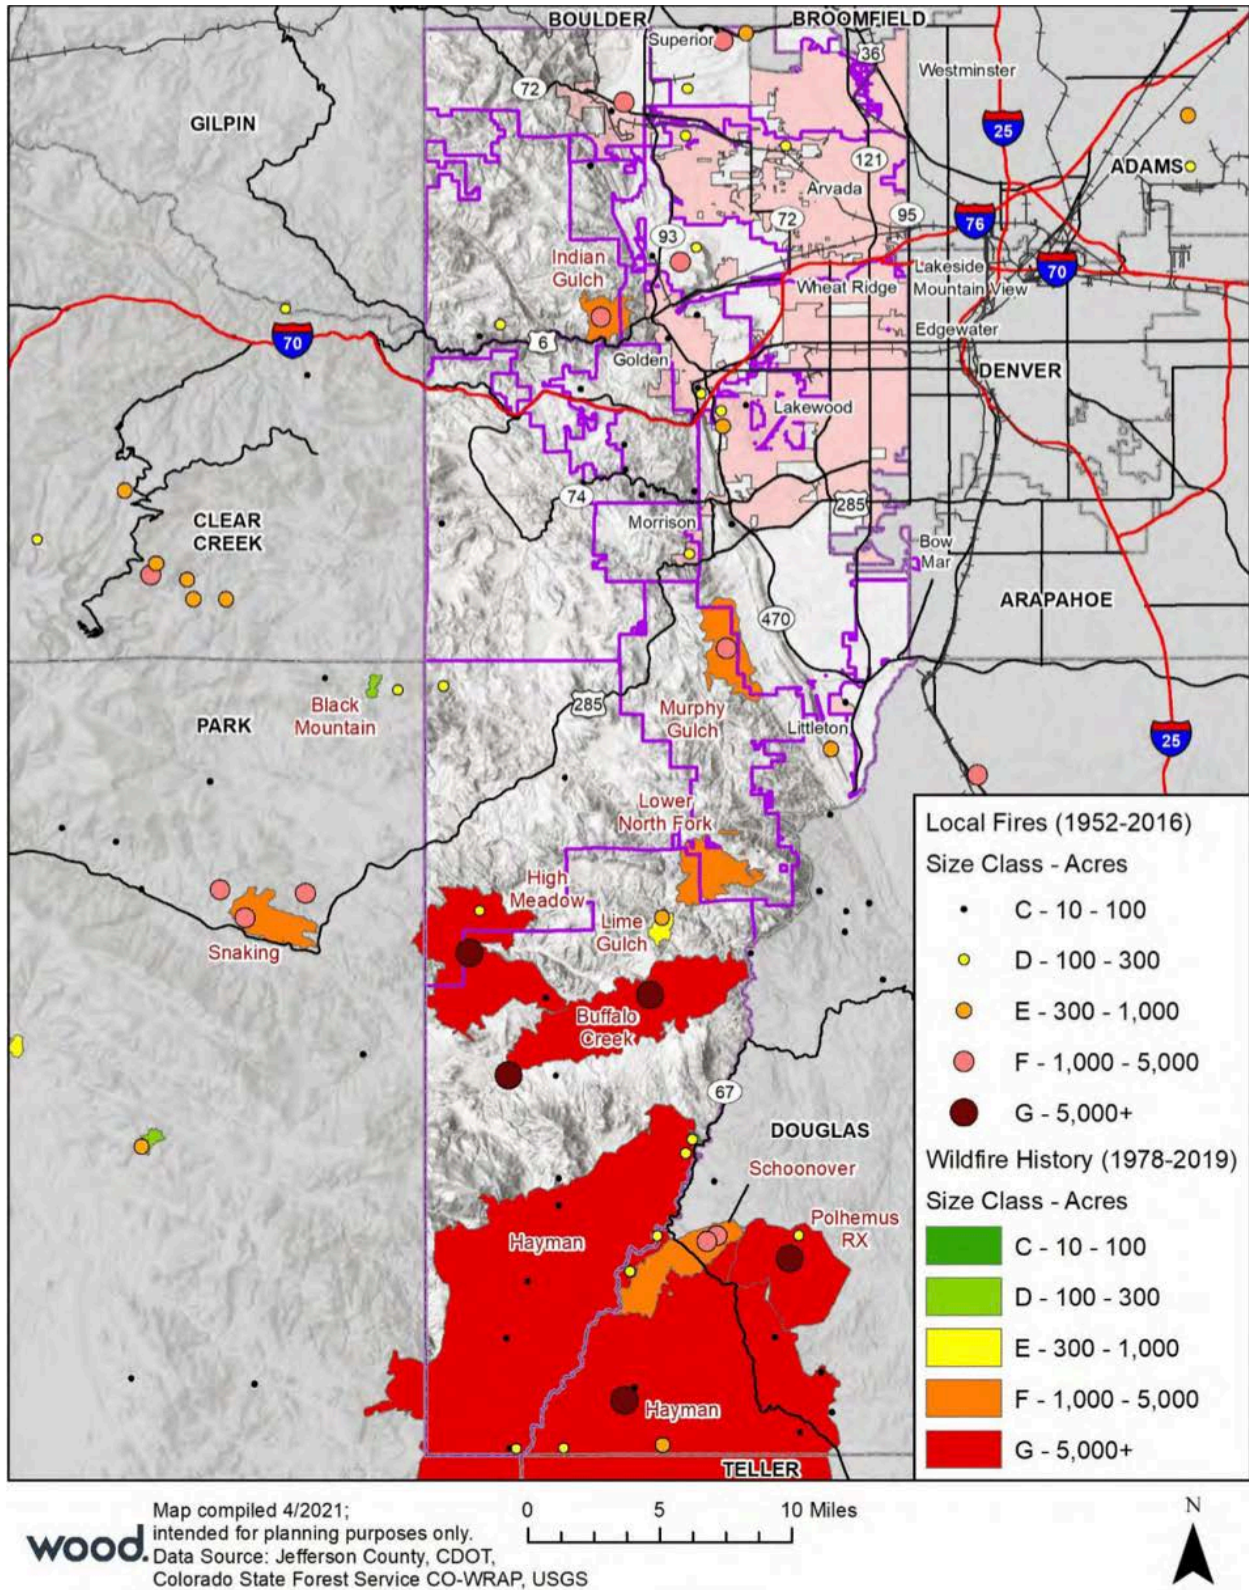 BOULDER
BROOMFIELD
Superior
36
Westminster
72
GILPIN
25
121
ADAMS
Arvada
95
72
76
93
Indian
Gulch
Lakeside
70
Wheat Ridge
Mountain View
Edgewater
70
6
Golden
DENVER
Lakewood
74
285
CLEAR
CREEK
Morrison
Bow
Mar
ARAPAHOE
470
Black
Mountain
285
Murphy
Gulch
PARK
Littleton
25
Lower
North Fork
High
Meadow
Lime
Gulch
Snaking
Buffalo
Creek
67
DOUGLAS
Schoonover
Polhemus
RX
Hayman
Hayman
TELLER
Local Fires (1952-2016)
Size Class - Acres
C - 10 - 100
D - 100 - 300
E - 300 - 1,000
F - 1,000 - 5,000
G - 5,000+
Wildfire History (1978-2019)
Size Class - Acres
C - 10 - 100
D - 100 - 300
E - 300 - 1,000
F - 1,000 - 5,000
G - 5,000+
wood.
Map compiled 4/2021;
intended for planning purposes only.
Data Source: Jefferson County, CDOT,
Colorado State Forest Service CO-WRAP, USGS
0 5 10 Miles
N